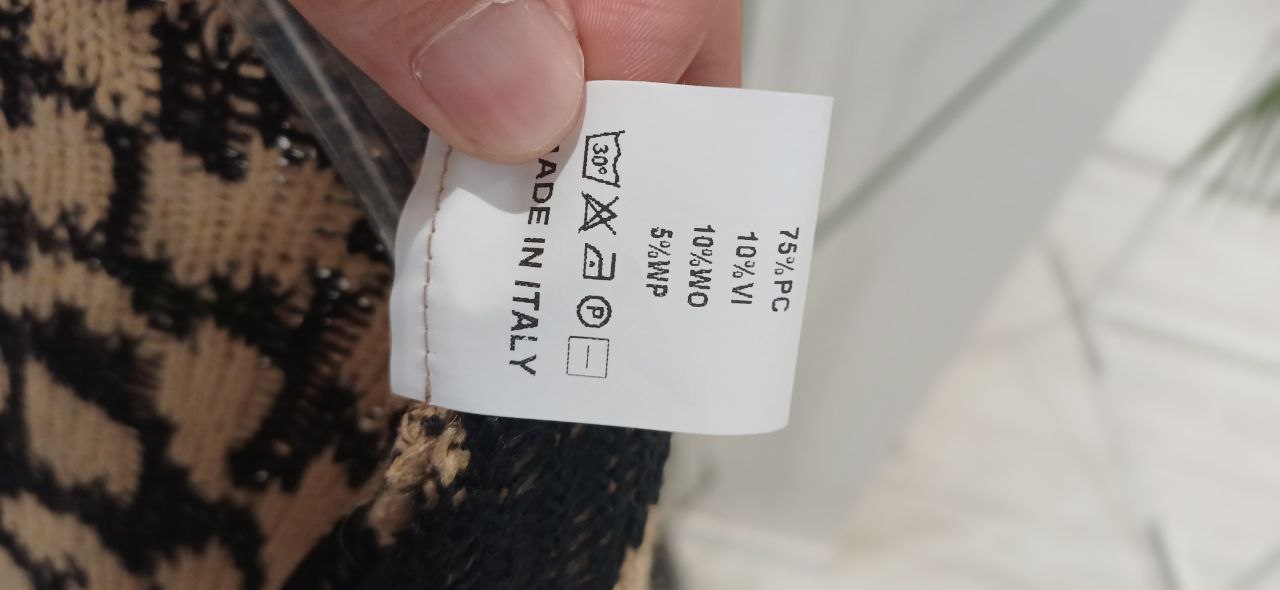 75% PC
10% VI
10%WO
5%WP
30° P
ADE IN ITALY